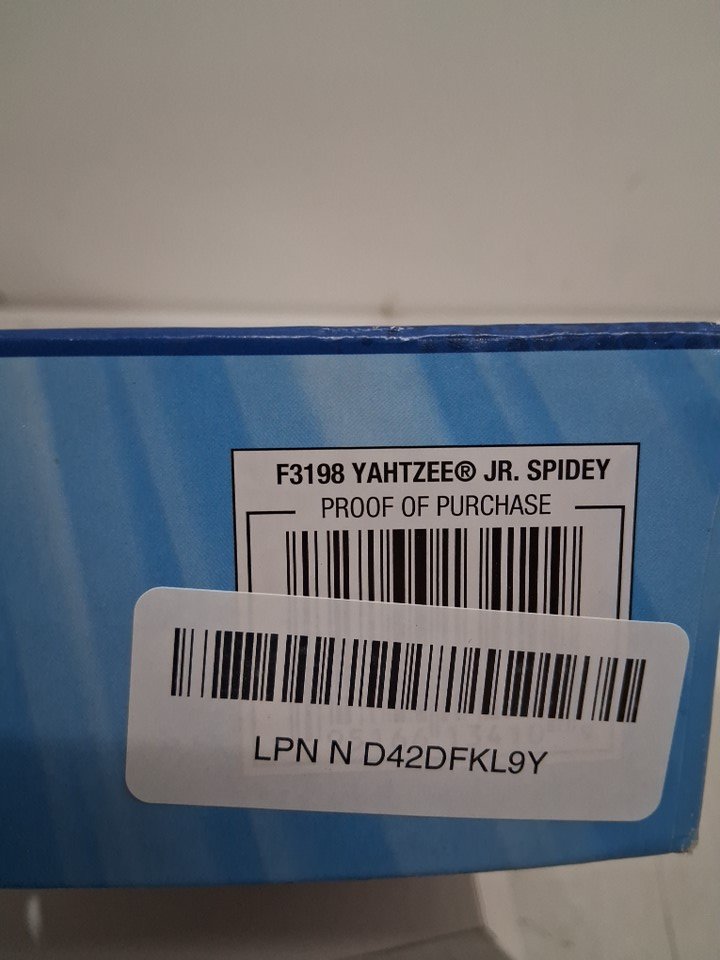 F3198 YAHTZEE® JR. SPIDEY
PROOF OF PURCHASE
LPN N D42DFKL9Y